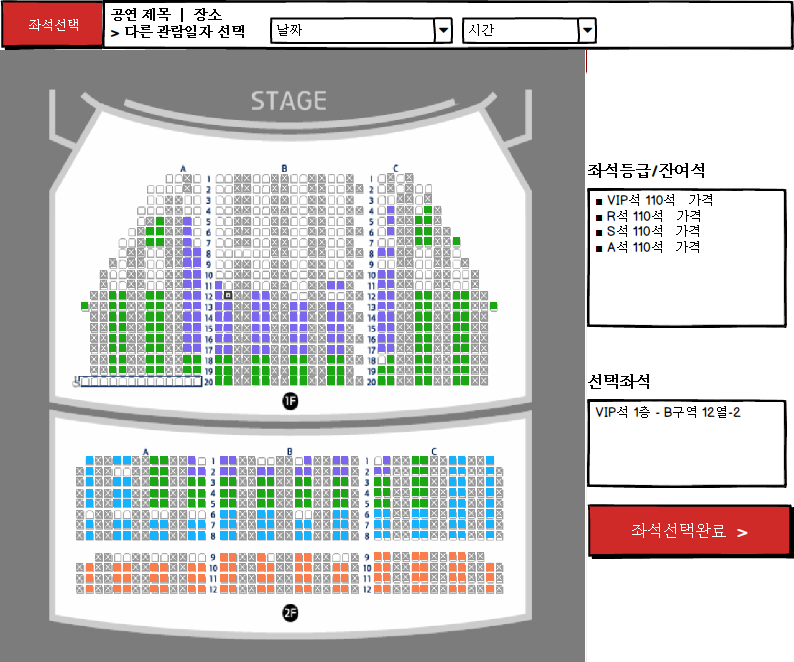 좌석선택
공연 제목 | 장소
> 다른 관람일자 선택
날짜
시간
STAGE
A B C
1 1
2 2
3 3
4 4
5 5
6 6
7 7
8 8
9 9
10 10
11 11
12 12
13 13
14 14
15 15
16 16
17 17
18 18
19 19
20 20
1F
A B C
1 1
2 2
3 3
4 4
5 5
6 6
7 7
8 8
9 9
10 10
11 11
12 12
2F
좌석등급/잔여석
■ VIP석 110석 가격
■ R석 110석 가격
■ S석 110석 가격
■ A석 110석 가격
선택좌석
VIP석 1층 - B구역 12열-2
좌석선택완료 >